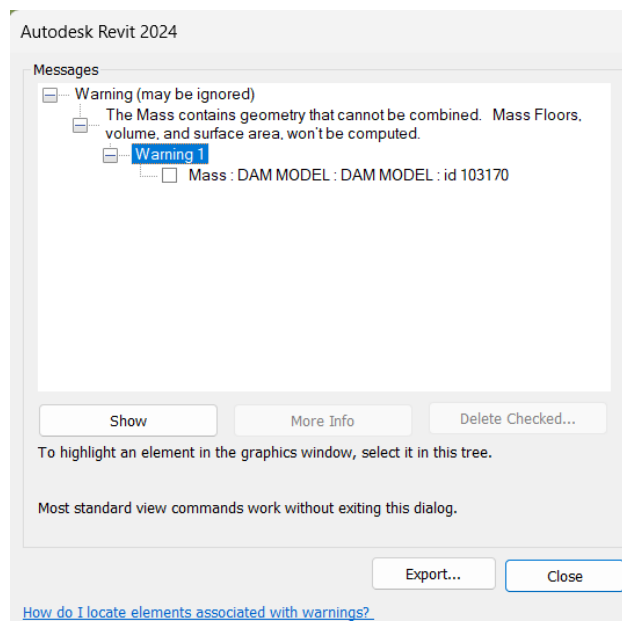 Autodesk Revit 2024
Messages
Warning (may be ignored)
The Mass contains geometry that cannot be combined. Mass Floors,
volume, and surface area, won't be computed.
Warning 1
Mass : DAM MODEL : DAM MODEL : id 103170
Show More Info Delete Checked...
To highlight an element in the graphics window, select it in this tree.
Most standard view commands work without exiting this dialog.
Export... Close
How do I locate elements associated with warnings?